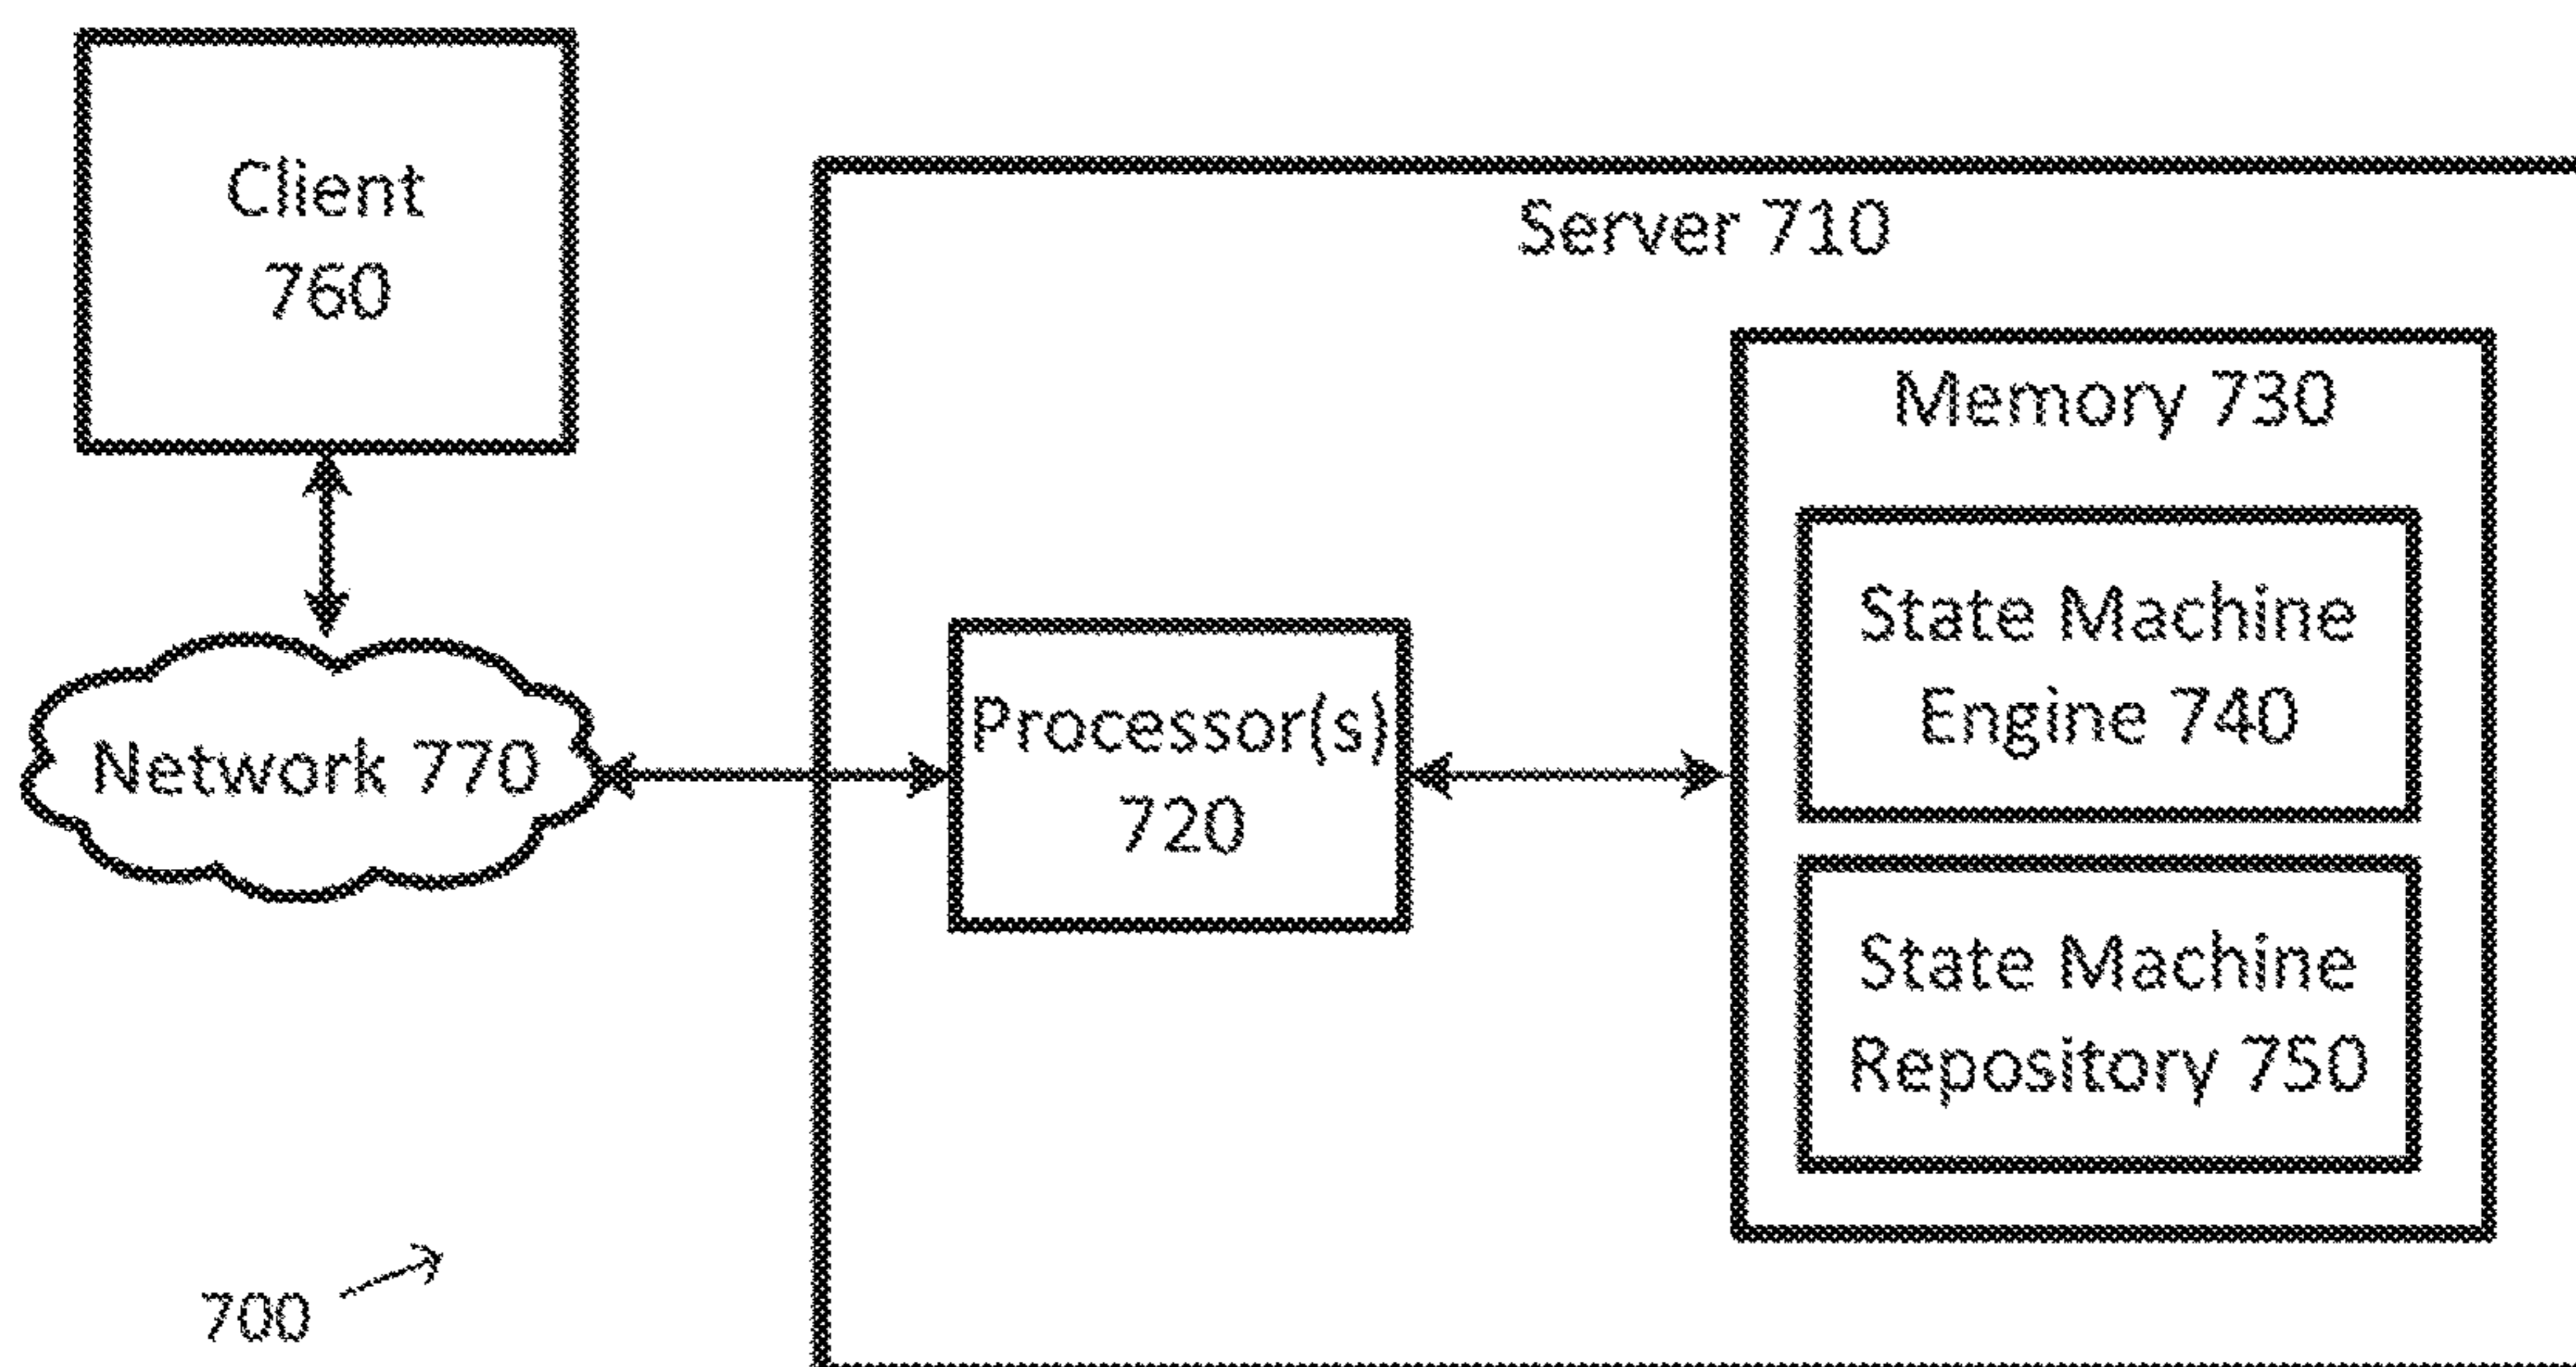 Client
760
Server 710
Memory 730
State Machine
Engine 740
Network 770
Processor(s)
720
State Machine
Repository 750
700